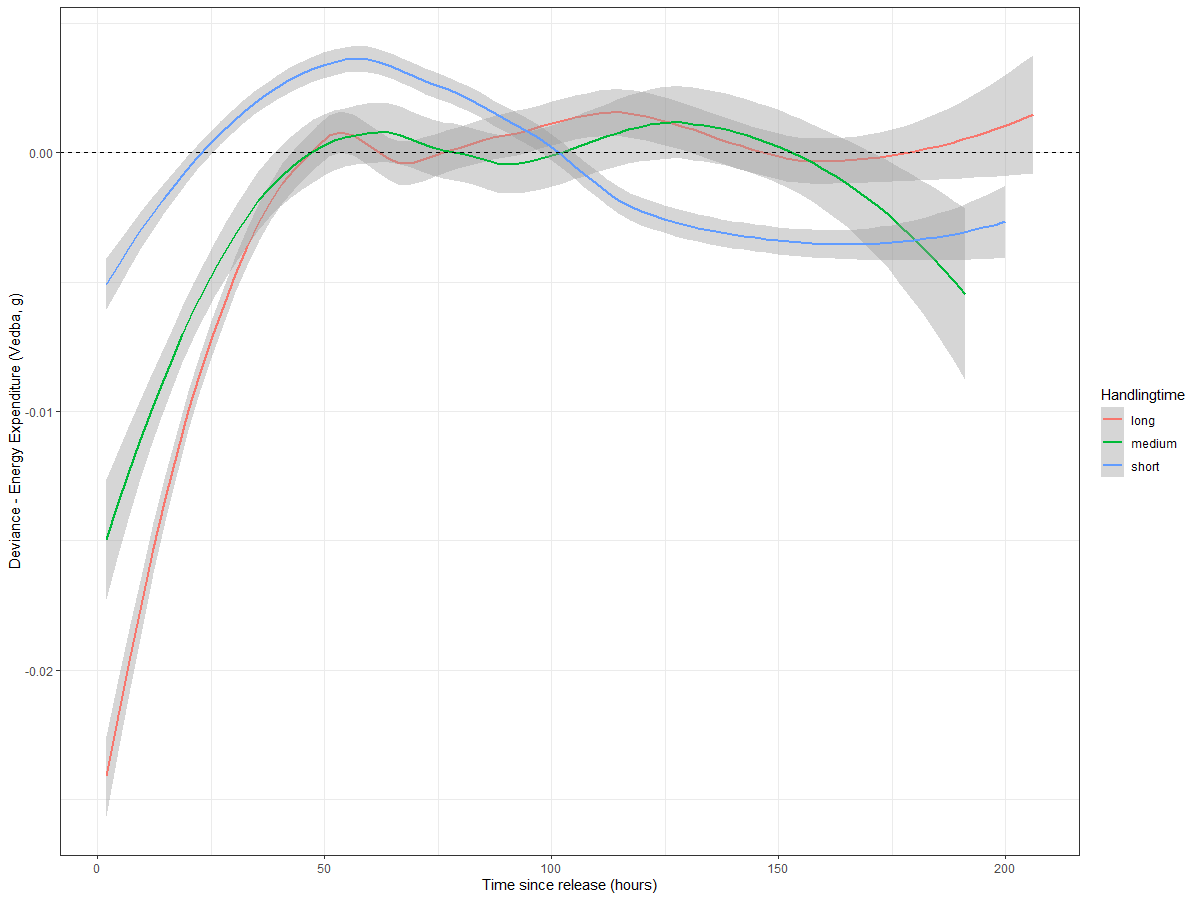 Deviance - Energy Expenditure (Vedba, g)
0.00
-0.01
-0.02
0
50
100
150
200
Time since release (hours)
Handlingtime
long
medium
short